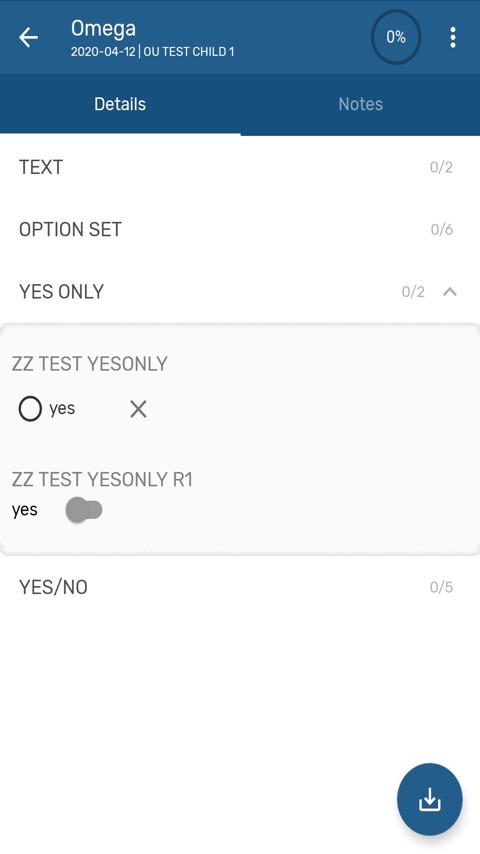 Omega
2020-04-12 | OU TEST CHILD 1
0%
Details
Notes
TEXT
0/2
OPTION SET
0/6
YES ONLY
0/2
ZZ TEST YESONLY
yes
ZZ TEST YESONLY R1
yes
YES/NO
0/5